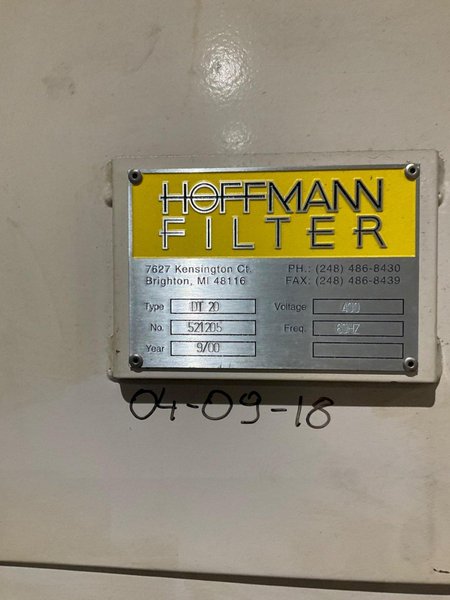 HOFFMANN
FILTER
7627 Kensington Ct. PH.: (248) 486-8430
Brighton, MI 48116 FAX: (248) 486-8439
Type DT 20 Voltage 400
No. 521205 Freq. 60HZ
Year 9/00
04-09-18